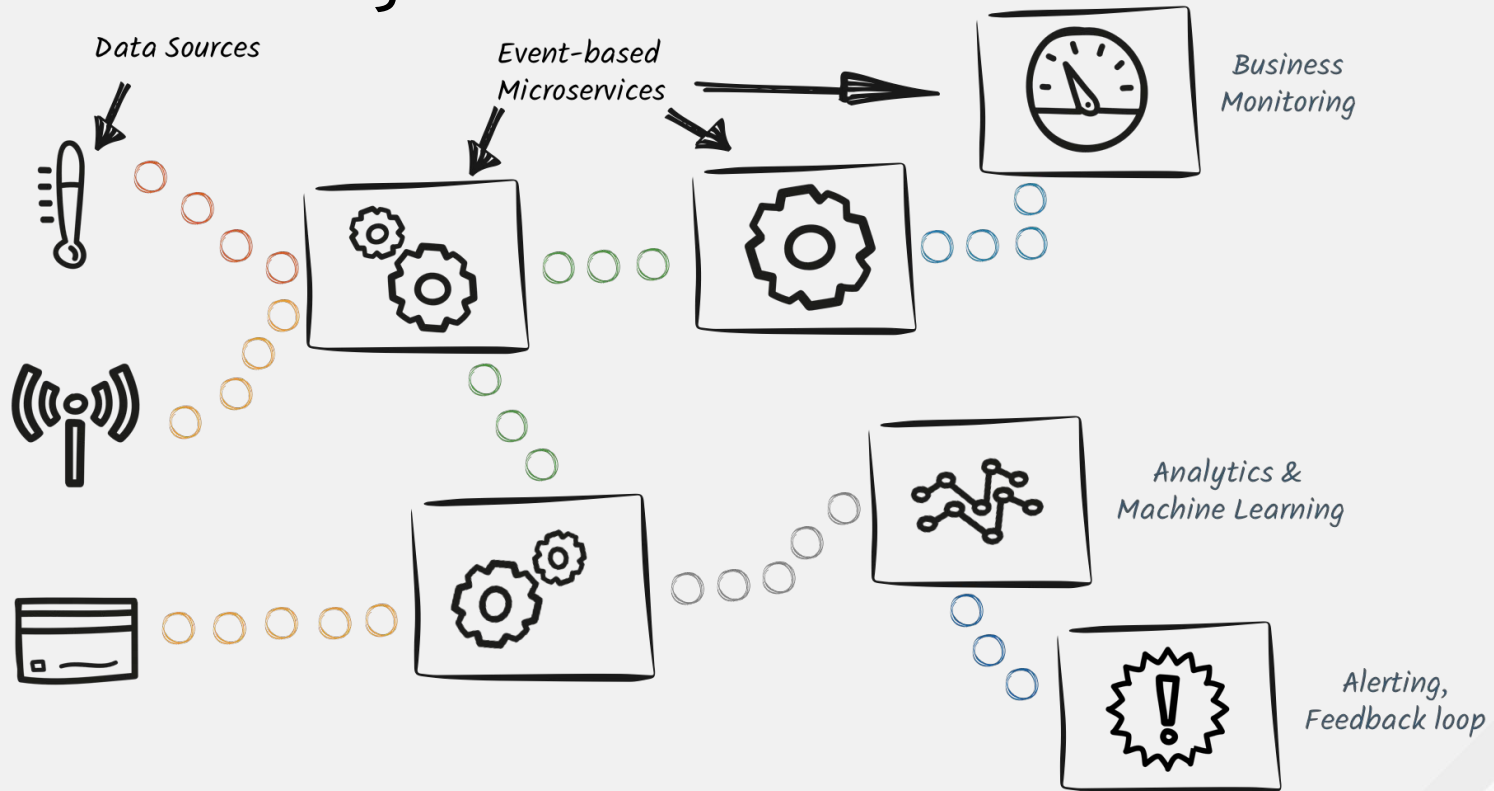 Data Sources
Event-based
Microservices
Business
Monitoring
Analytics &
Machine Learning
Alerting,
Feedback loop